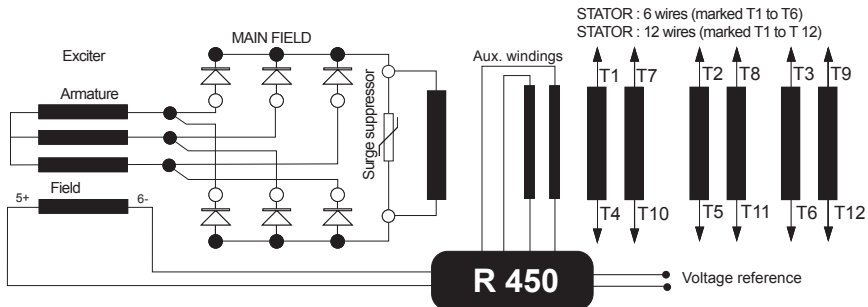 STATOR : 6 wires (marked T1 to T6)
STATOR : 12 wires (marked T1 to T 12)
MAIN FIELD
Exciter
Aux. windings
Armature
Surge suppressor
T1
T7
T2
T8
T3
T9
Field
5+
6-
T4
T10
T5
T11
T6
T12
R 450
Voltage reference